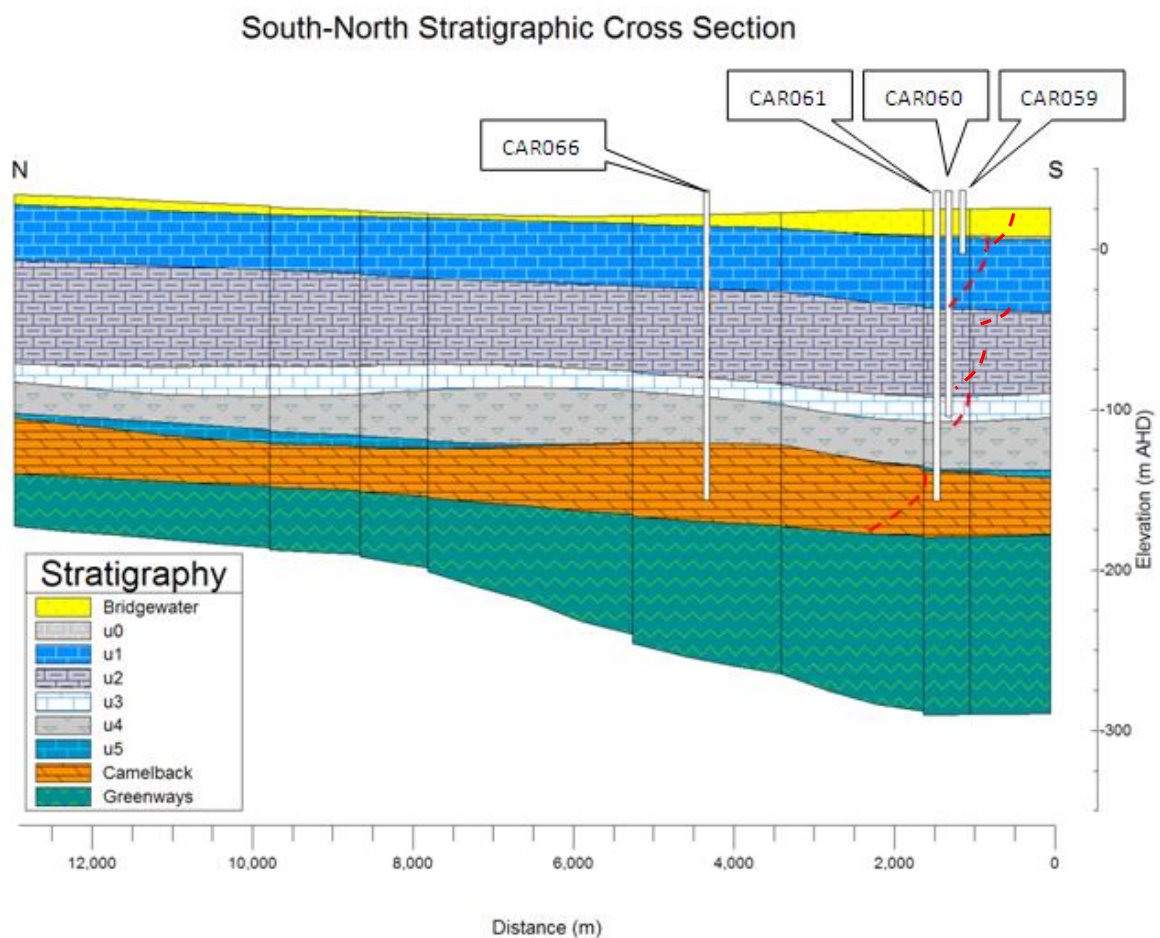 South-North Stratigraphic Cross Section
CAR061
CAR060
CAR059
CAR066
N
S
0
-100
-200
-300
Elevation (m AHD)
Stratigraphy
Bridgewater
u0
u1
u2
u3
u4
u5
Camelback
Greenways
12,000
10,000
8,000
6,000
4,000
2,000
0
Distance (m)